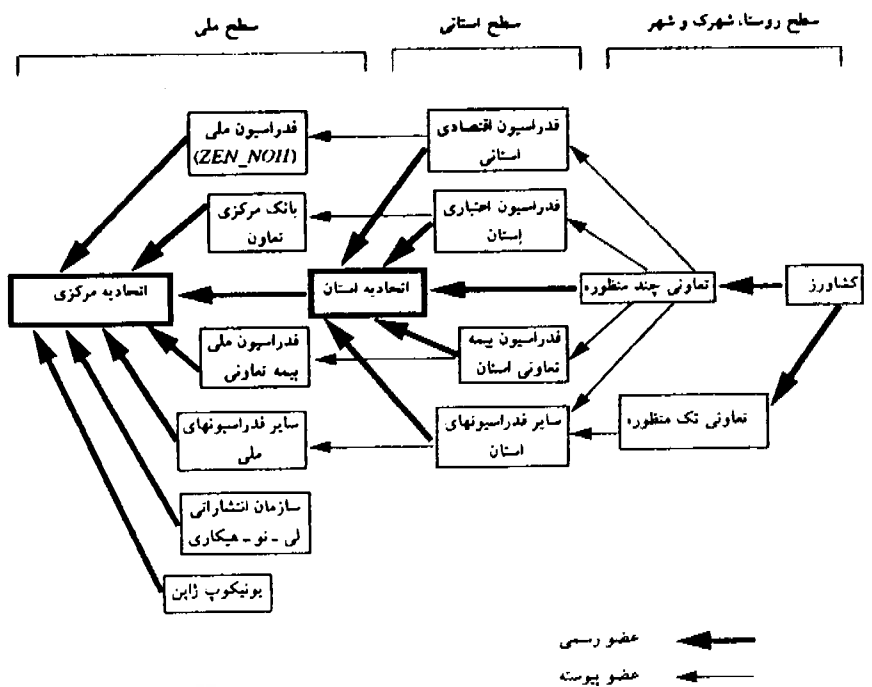 سطح روستا، شهرک و شهر
سطح استانی
سطح ملی
فدراسیون اقتصادی
استانی
فدراسیون ملی
(ZEN_NOH)
فدراسیون اعتباری
استان
بانک مرکزی
تعاون
کشاورز
تعاونی چند منظوره
اتحادیه استان
اتحادیه مرکزی
فدراسیون بیمه
تعاونی استان
فدراسیون ملی
بیمه تعاونی
تعاونی تک منظوره
سایر فدراسیونهای
استان
سایر فدراسیونهای
ملی
سازمان انتشاراتی
لی - نو - هیکاری
یونیکوپ ژاپن
عضو رسمی
عضو پیوسته